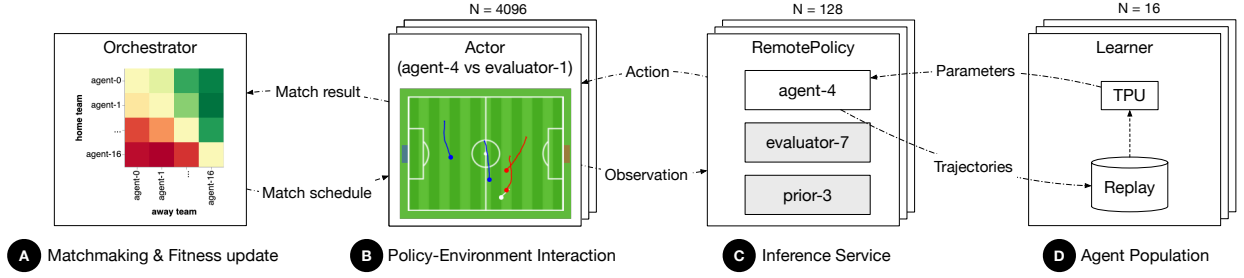 N = 4096
N = 128
N = 16
Orchestrator
agent-0
agent-1
...
agent-16
home team
agent-0
agent-1
...
agent-16
away team
Match result
Match schedule
Actor
(agent-4 vs evaluator-1)
Action
Observation
RemotePolicy
agent-4
evaluator-7
prior-3
Parameters
Trajectories
Learner
TPU
Replay
A Matchmaking & Fitness update
B Policy-Environment Interaction
C Inference Service
D Agent Population